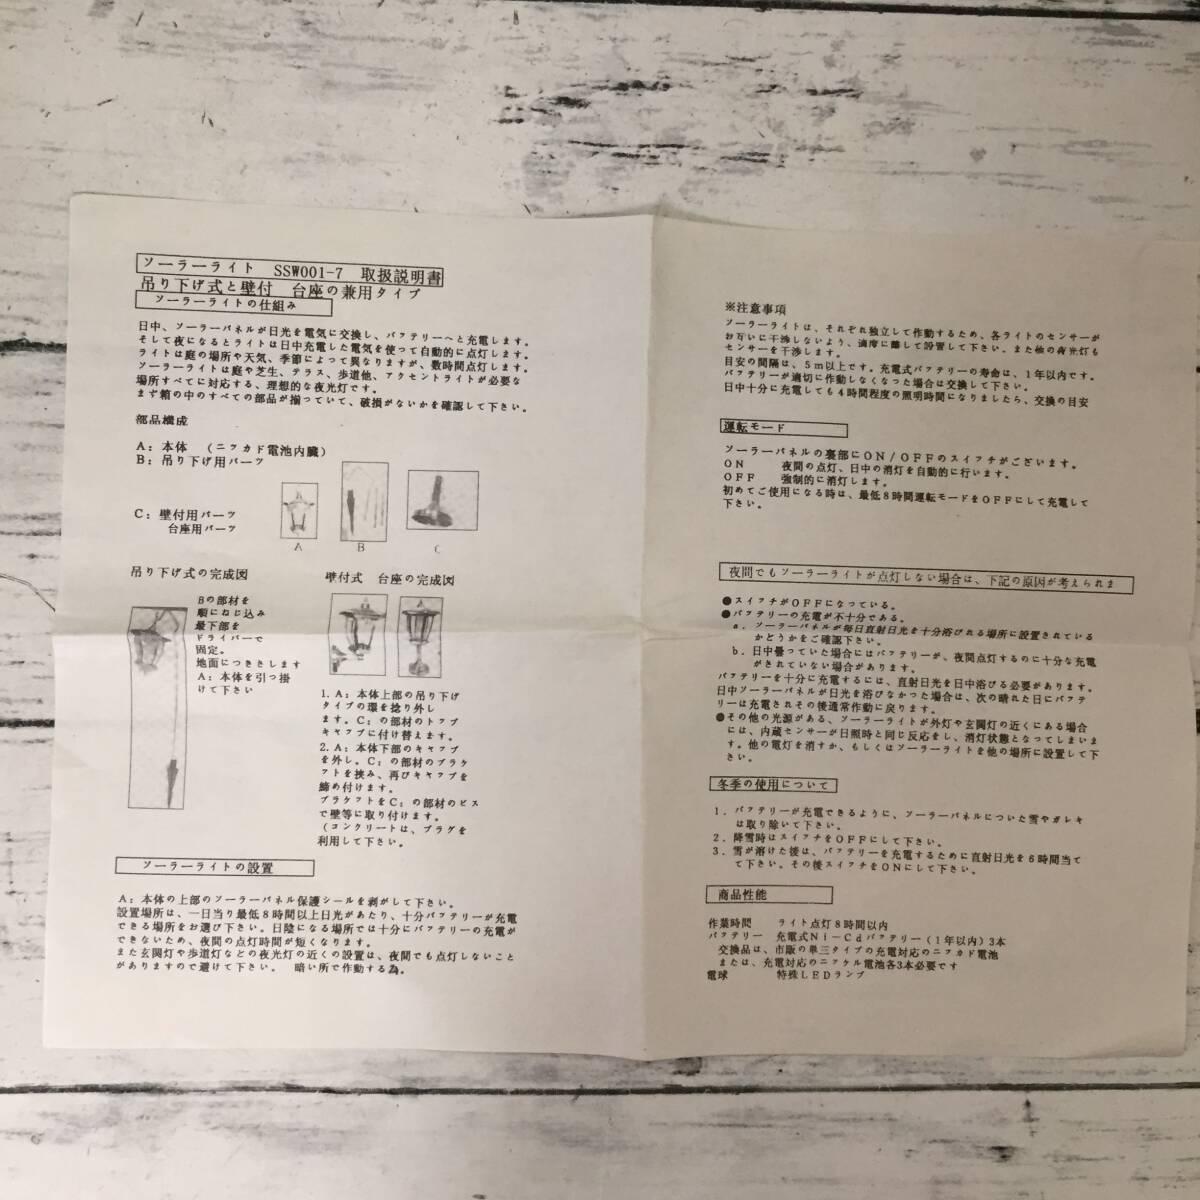 ソーラーライト　SSW001-7　取扱説明書
吊り下げ式と壁付　台座の兼用タイプ
ソーラーライトの仕組み
日中、ソーラーパネルが日光を電気に交換し、バッテリーへと充電します。
そして夜になるとライトは日中充電した電気を使って自動的に点灯します。
ライトは庭の場所や天気、季節によって異なりますが、数時間点灯します。
ソーラーライトは庭や芝生、テラス、歩道他、アクセントライトが必要な
場所すべてに対応する、理想的な夜光灯です。
まず箱の中のすべての部品が揃っていて、破損がないかを確認して下さい。
部品構成
A：本体　（ニッカド電池内臓）
B：吊り下げ用パーツ
C：壁付用パーツ
台座用パーツ
A　B　C
吊り下げ式の完成図
Bの部材を
順にねじ込み
最下部を
ドライバーで
固定。
地面につきさします
A：本体を引っ掛
けて下さい
壁付式　台座の完成図
1．A：本体上部の吊り下げ
タイプの環を捻り外し
ます。C：の部材のトップ
キャップに付け替えます。
2．A：本体下部のキャップ
を外し。C：の部材のブラケ
ットを挟み、再びキャップを
締め付けます。
ブラケットをC：の部材のビス
で壁等に取り付けます。
（コンクリートは、プラグを
利用して下さい。
ソーラーライトの設置
A：本体の上部のソーラーパネル保護シールを剥がして下さい。
設置場所は、一日当り最低8時間以上日光があたり、十分バッテリーが充電
できる場所をお選び下さい。日陰になる場所では十分にバッテリーの充電が
できないため、夜間の点灯時間が短くなります。
また玄関灯や歩道灯などの夜光灯の近くの設置は、夜間でも点灯しないこと
がありますので避けて下さい。　暗い所で作動する為。
※注意事項
ソーラーライトは、それぞれ独立して作動するため、各ライトのセンサーが
お互いに干渉しないよう、適度に離して設置して下さい。また他の夜光灯も
センサーを干渉します。
目安の間隔は、5m以上です。充電式バッテリーの寿命は、1年以内です。
バッテリーが適切に作動しなくなった場合は交換して下さい。
日中十分に充電しても4時間程度の照明時間になりましたら、交換の目安
運転モード
ソーラーパネルの裏部にON/OFFのスイッチがございます。
ON　夜間の点灯、日中の消灯を自動的に行います。
OFF　強制的に消灯します。
初めてご使用になる時は、最低8時間運転モードをOFFにして充電して
下さい。
夜間でもソーラーライトが点灯しない場合は、下記の原因が考えられま
●スイッチがOFFになっている。
●バッテリーの充電が不十分である。
a．ソーラーパネルが毎日直射日光を十分浴びれる場所に設置されている
かどうかをご確認下さい。
b．日中曇っていた場合にはバッテリーが、夜間点灯するのに十分な充電
がされていない場合があります。
バッテリーを十分に充電するには、直射日光を日中浴びる必要があります。
日中ソーラーパネルが日光を浴びなかった場合は、次の晴れた日にバッテ
リーは充電されその後通常作動に戻ります。
●その他の光源がある、ソーラーライトが外灯や玄関灯の近くにある場合
には、内蔵センサーが日照時と同じ反応をし、消灯状態となってしまいま
す。他の電灯を消すか、もしくはソーラーライトを他の場所に設置して下
さい。
冬季の使用について
1．バッテリーが充電できるように、ソーラーパネルについた雪やガレキ
は取り除いて下さい。
2．降雪時はスイッチをOFFにして下さい。
3．雪が溶けた後は、バッテリーを充電するために直射日光を6時間当て
て下さい。その後スイッチをONにして下さい。
商品性能
作業時間　ライト点灯8時間以内
バッテリー　充電式Ni-Cdバッテリー（1年以内）3本
交換品は、市販の単三タイプの充電対応のニッカド電池
または、充電対応のニッケル電池各3本必要です
電球　特殊LEDランプ